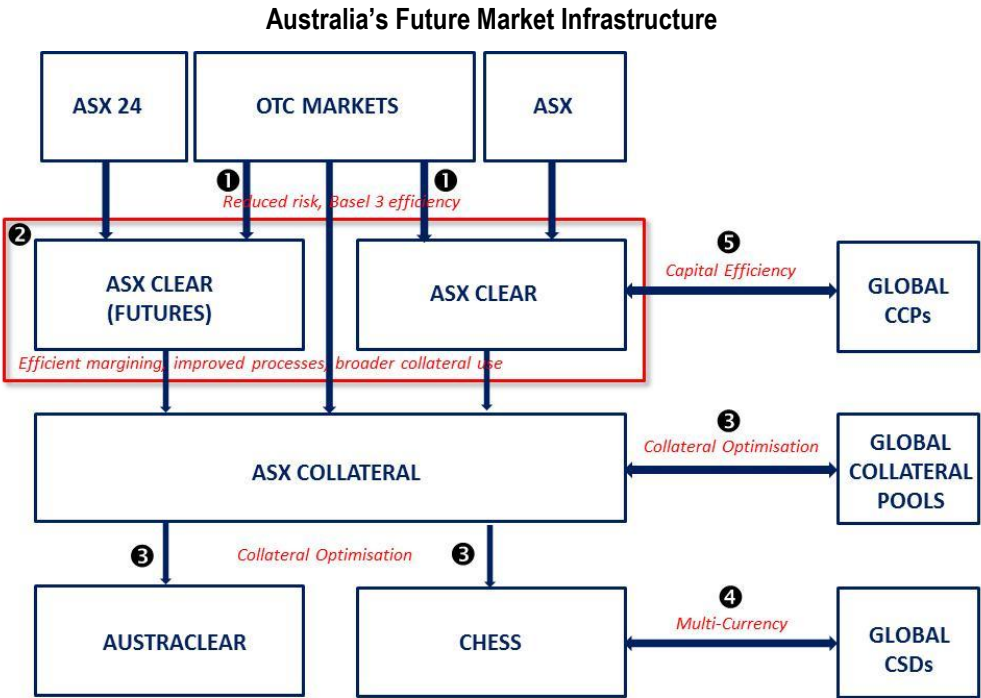 Australia’s Future Market Infrastructure
ASX 24
OTC MARKETS
ASX
❶
❶
Reduced risk, Basel 3 efficiency
❷
ASX CLEAR
(FUTURES)
ASX CLEAR
❺
Capital Efficiency
GLOBAL
CCPs
Efficient margining, improved processes, broader collateral use
ASX COLLATERAL
❸
Collateral Optimisation
GLOBAL
COLLATERAL
POOLS
❸
Collateral Optimisation
❸
AUSTRACLEAR
CHESS
❹
Multi-Currency
GLOBAL
CSDs